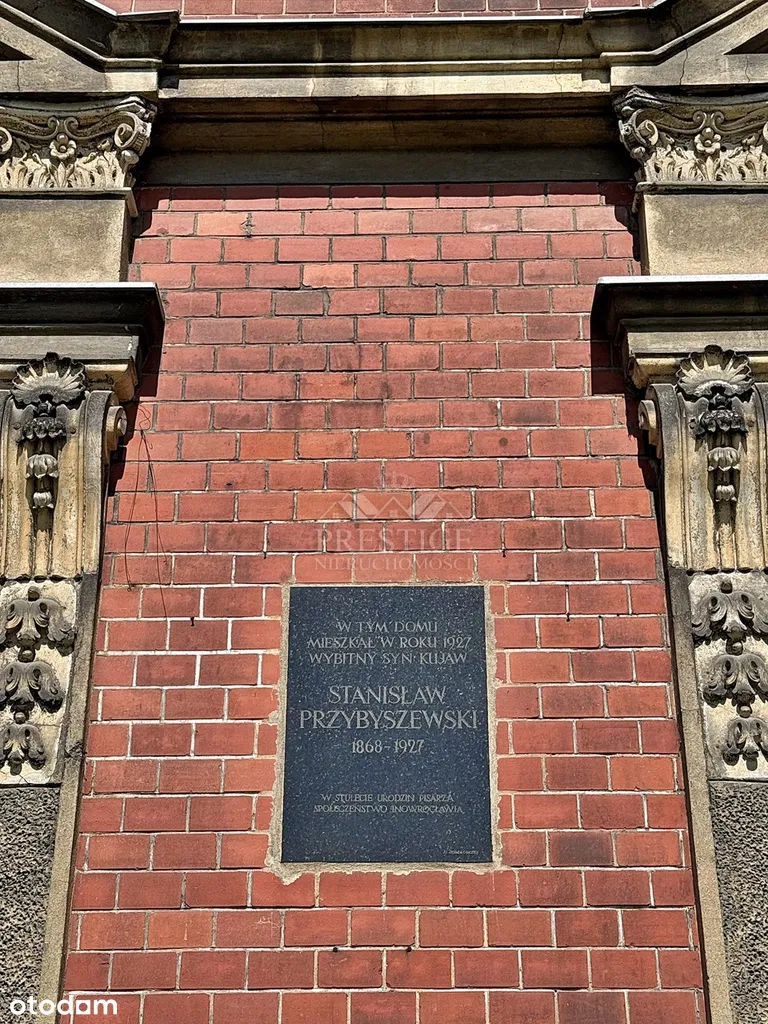 PRESTIGE
NIERUCHOMOŚCI
W TYM DOMU
MIESZKAŁ W ROKU 1927
WYBITNY SYN KUJAW
STANISŁAW
PRZYBYSZEWSKI
1868-1927
W STULECIE URODZIN PISARZA
SPOŁECZEŃSTWO INOWROCŁAWIA
otodom